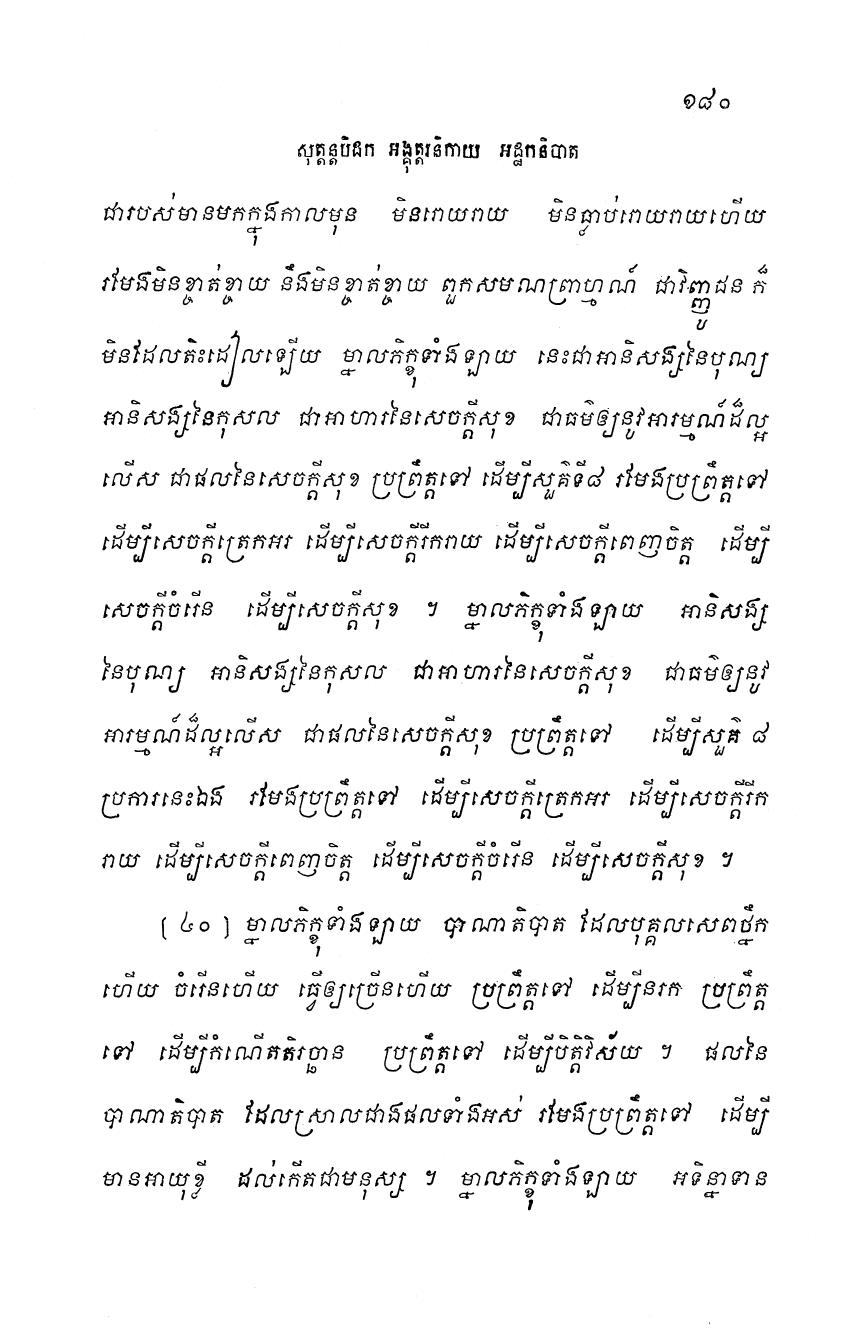 ១៨០
សុត្តន្តបិដក អង្គុត្តរនិកាយ អដ្ឋកនិបាត
ជារបស់មានមកក្នុងកាលមុន មិនរោយរាយ មិនធ្លាប់រោយរាយហើយ
រមែងមិនខ្ចាត់ខ្ចាយ នឹងមិនខ្ចាត់ខ្ចាយ ពួកសមណព្រាហ្មណ៍ ជាវិញ្ញូជន ក៏
មិនដែលតិះដៀលឡើយ ម្នាលភិក្ខុទាំងឡាយ នេះជាអានិសង្សនៃបុណ្យ
អានិសង្សនៃកុសល ជាអាហារនៃសេចក្តីសុខ ជាធម៌ឲ្យនូវអារម្មណ៍ដ៏ល្អ
លើស ជាផលនៃសេចក្តីសុខ ប្រព្រឹត្តទៅ ដើម្បីសួគ៌ទី៨ រមែងប្រព្រឹត្តទៅ
ដើម្បីសេចក្តីត្រេកអរ ដើម្បីសេចក្តីរីករាយ ដើម្បីសេចក្តីពេញចិត្ត ដើម្បី
សេចក្តីចំរើន ដើម្បីសេចក្តីសុខ ។ ម្នាលភិក្ខុទាំងឡាយ អានិសង្ស
នៃបុណ្យ អានិសង្សនៃកុសល ជាអាហារនៃសេចក្តីសុខ ជាធម៌ឲ្យនូវ
អារម្មណ៍ដ៏ល្អលើស ជាផលនៃសេចក្តីសុខ ប្រព្រឹត្តទៅ ដើម្បីសួគ៌ ៨
ប្រការនេះឯង រមែងប្រព្រឹត្តទៅ ដើម្បីសេចក្តីត្រេកអរ ដើម្បីសេចក្តីរីក
រាយ ដើម្បីសេចក្តីពេញចិត្ត ដើម្បីសេចក្តីចំរើន ដើម្បីសេចក្តីសុខ ។
[ ៤០ ] ម្នាលភិក្ខុទាំងឡាយ បាណាតិបាត ដែលបុគ្គលសេពផ្ទឹក
ហើយ ចំរើនហើយ ធ្វើឲ្យច្រើនហើយ ប្រព្រឹត្តទៅ ដើម្បីនរក ប្រព្រឹត្ត
ទៅ ដើម្បីកំណើតតិរច្ឆាន ប្រព្រឹត្តទៅ ដើម្បីបិត្តិវិស័យ ។ ផលនៃ
បាណាតិបាត ដែលស្រាលជាងផលទាំងអស់ រមែងប្រព្រឹត្តទៅ ដើម្បី
មានអាយុខ្លី ដល់កើតជាមនុស្ស ។ ម្នាលភិក្ខុទាំងឡាយ អទិន្នាទាន